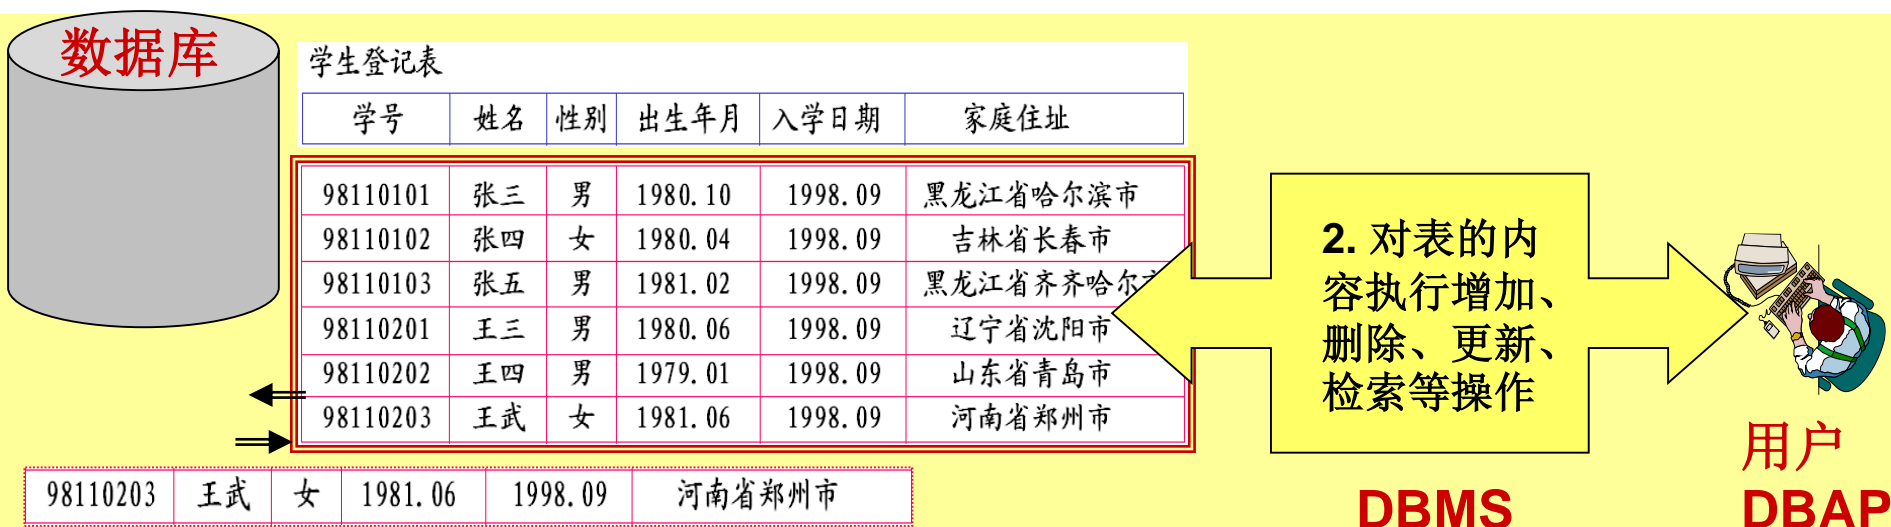 数据库
学生登记表
学号 姓名 性别 出生年月 入学日期 家庭住址
98110101 张三 男 1980.10 1998.09 黑龙江省哈尔滨市
98110102 张四 女 1980.04 1998.09 吉林省长春市
98110103 张五 男 1981.02 1998.09 黑龙江省齐齐哈尔市
98110201 王三 男 1980.06 1998.09 辽宁省沈阳市
98110202 王四 男 1979.01 1998.09 山东省青岛市
98110203 王武 女 1981.06 1998.09 河南省郑州市
98110203 王武 女 1981.06 1998.09 河南省郑州市
2. 对表的内
容执行增加、
删除、更新、
检索等操作
DBMS
用户
DBAP